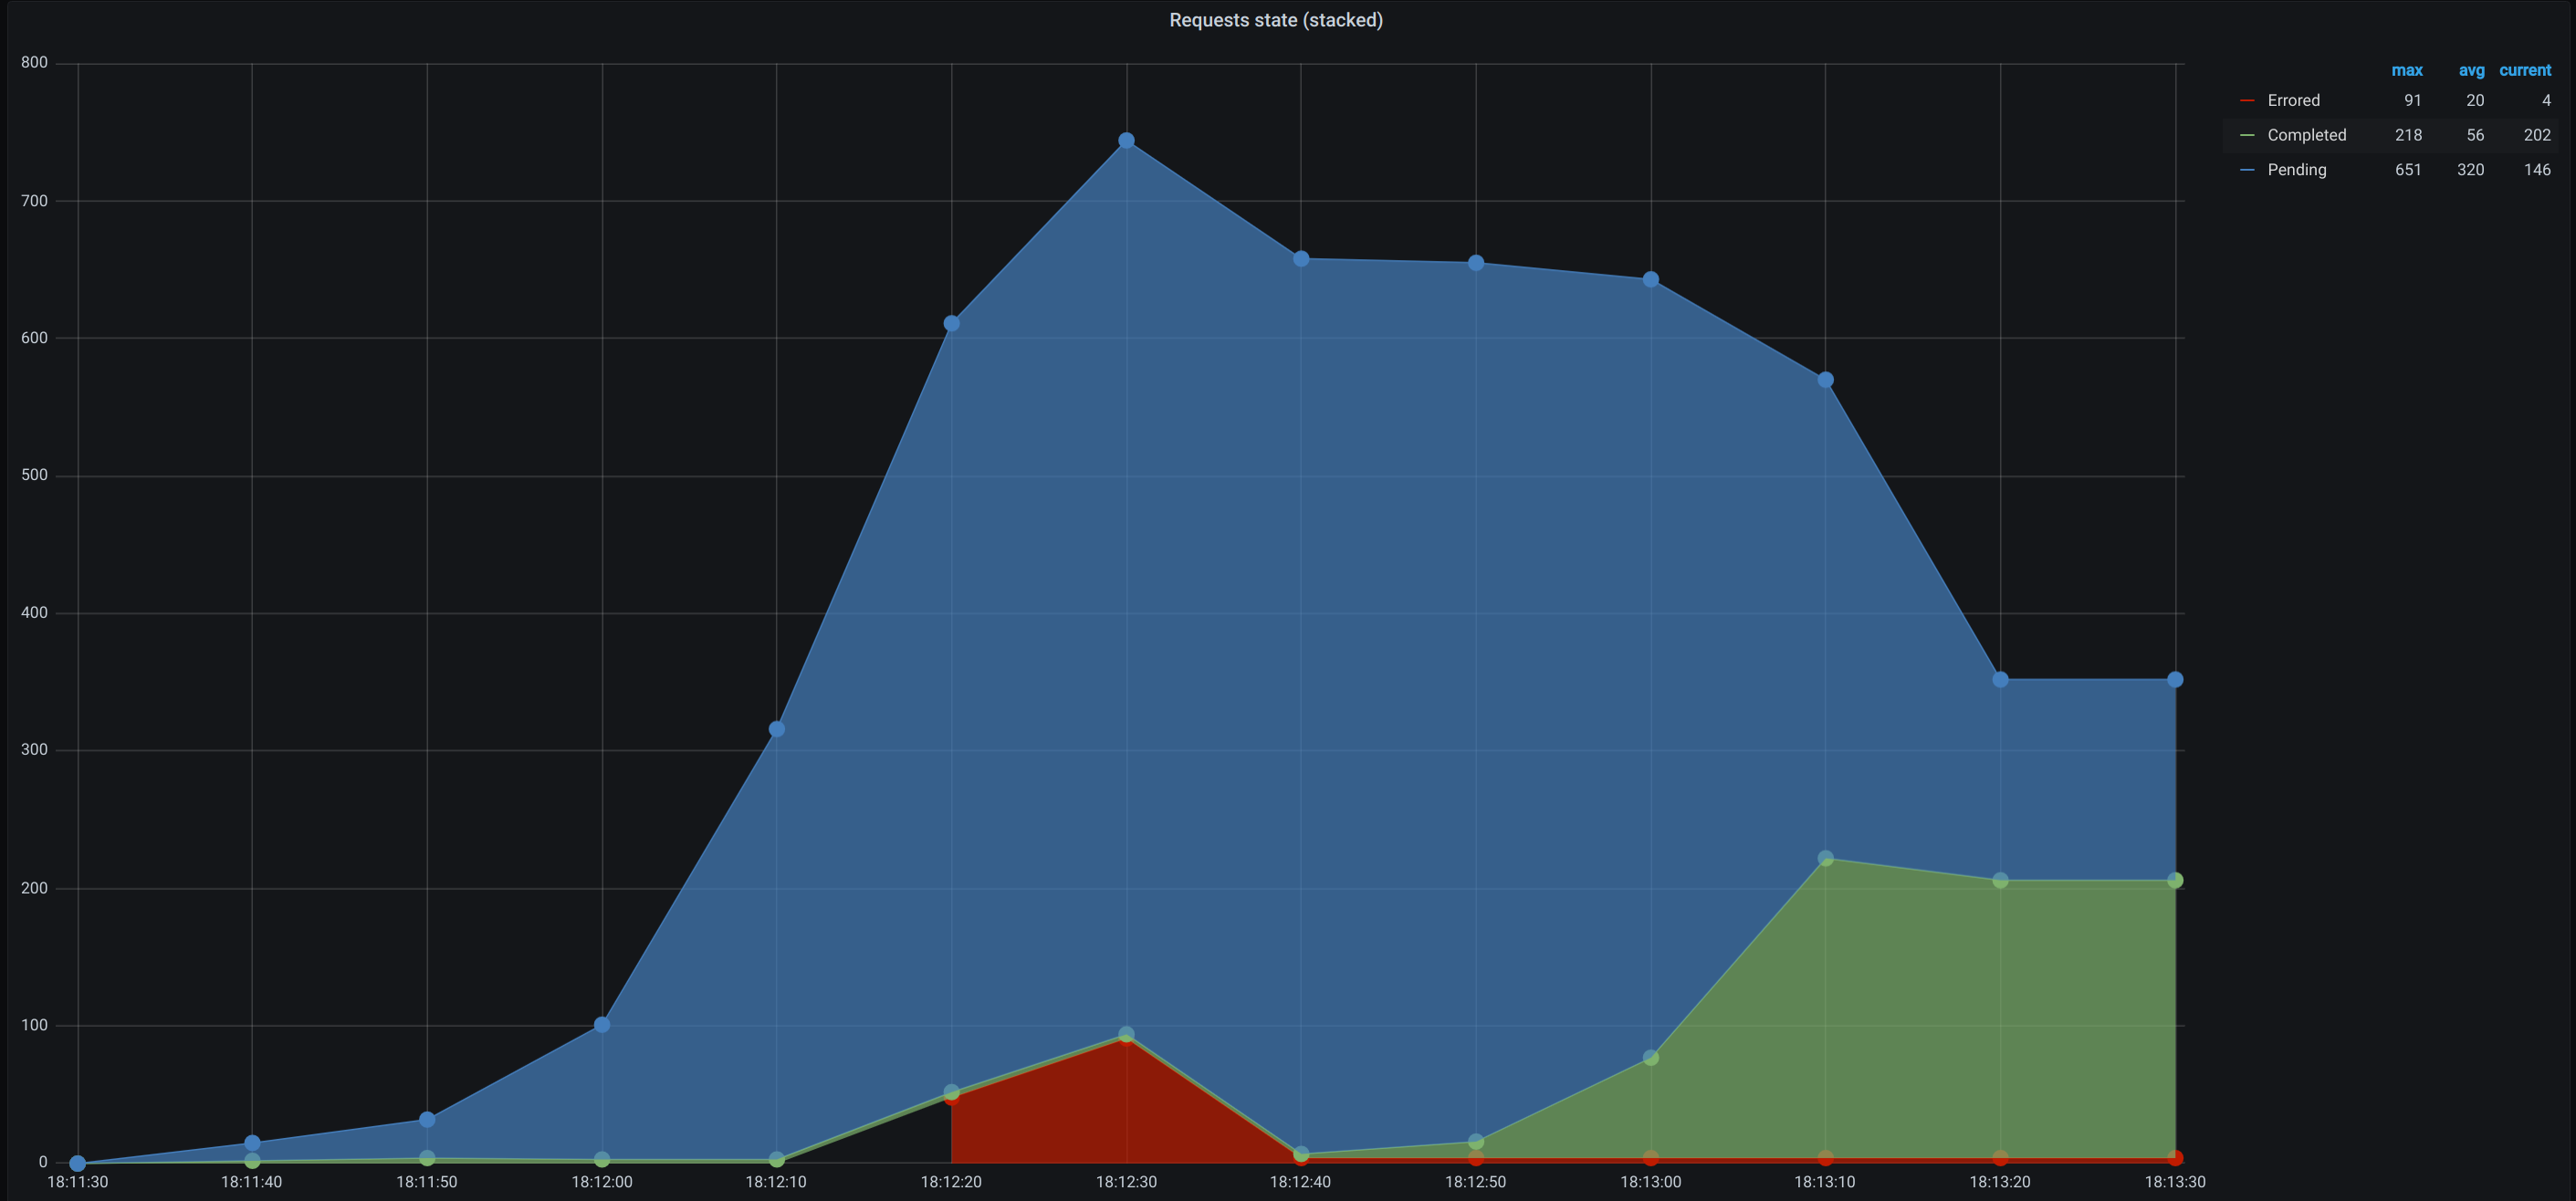 Requests state (stacked)
max avg current
Errored 91 20 4
Completed 218 56 202
Pending 651 320 146
800
700
600
500
400
300
200
100
0
18:11:30 18:11:40 18:11:50 18:12:00 18:12:10 18:12:20 18:12:30 18:12:40 18:12:50 18:13:00 18:13:10 18:13:20 18:13:30